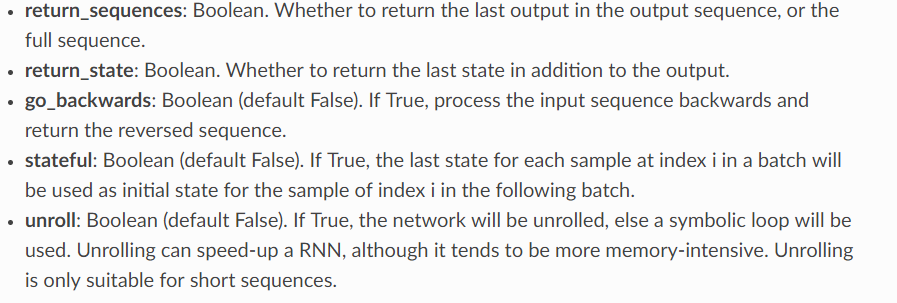 • return_sequences: Boolean. Whether to return the last output in the output sequence, or the
full sequence.
• return_state: Boolean. Whether to return the last state in addition to the output.
• go_backwards: Boolean (default False). If True, process the input sequence backwards and
return the reversed sequence.
• stateful: Boolean (default False). If True, the last state for each sample at index i in a batch will
be used as initial state for the sample of index i in the following batch.
• unroll: Boolean (default False). If True, the network will be unrolled, else a symbolic loop will be
used. Unrolling can speed-up a RNN, although it tends to be more memory-intensive. Unrolling
is only suitable for short sequences.